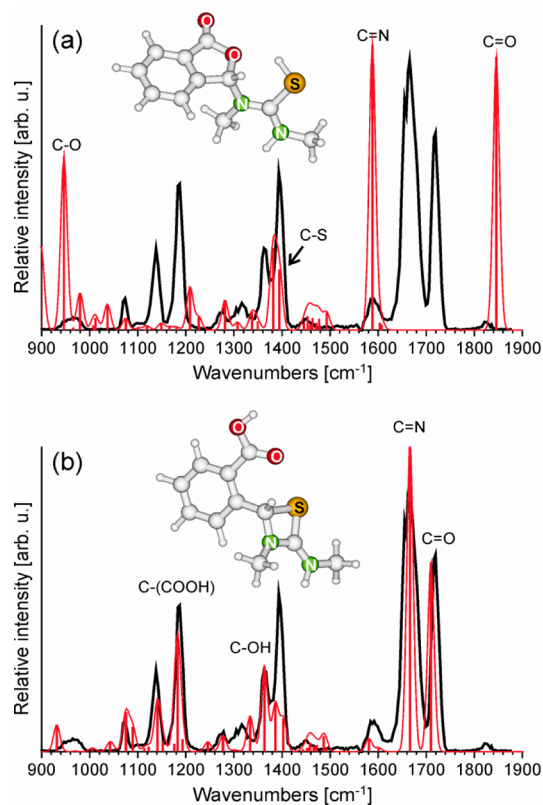 (a)
C=N
C=O
O
O
S
N
N
C-O
C-S
Relative intensity [arb. u.]
900 1000 1100 1200 1300 1400 1500 1600 1700 1800 1900
Wavenumbers [cm-1]
(b)
C=N
O
O
S
N
N
C=O
C-(COOH)
C-OH
Relative intensity [arb. u.]
900 1000 1100 1200 1300 1400 1500 1600 1700 1800 1900
Wavenumbers [cm-1]